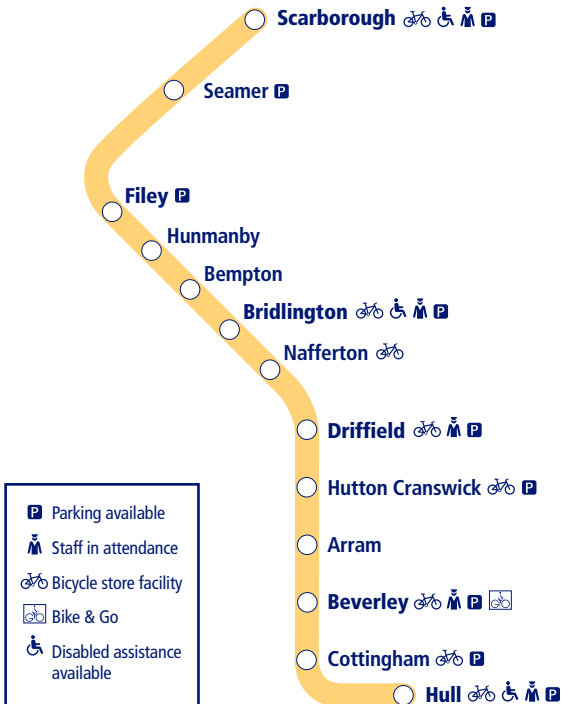 Scarborough P
Seamer P
Filey P
Hunmanby
Bempton
Bridlington P
Nafferton
Driffield P
Hutton Cranswick P
Arram
Beverley P
Cottingham P
Hull P
P Parking available
Staff in attendance
Bicycle store facility
Bike & Go
Disabled assistance
available